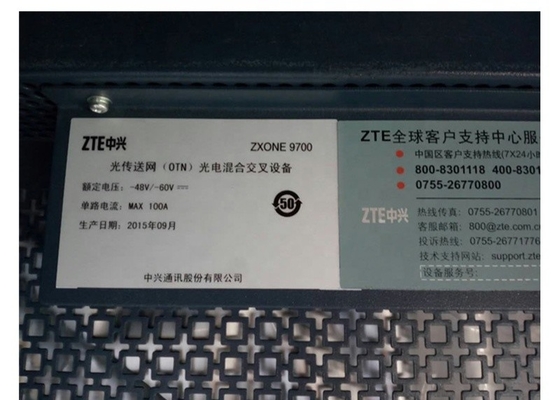 ZTE中兴 ZXONE 9700
光传送网（OTN）光电混合交叉设备
额定电压：-48V/-60V
单路电流：MAX 100A
生产日期：2015年09月
50
中兴通讯股份有限公司
ZTE全球客户支持中心服
中国区客户支持热线(7X24小
800-8301118 400-8301
0755-26770800
ZTE中兴
热线传真：0755-26770801
客服邮箱：800@zte.com.c
投诉热线：0755-26771776
技术支持网站：support.zte
设备服务号：